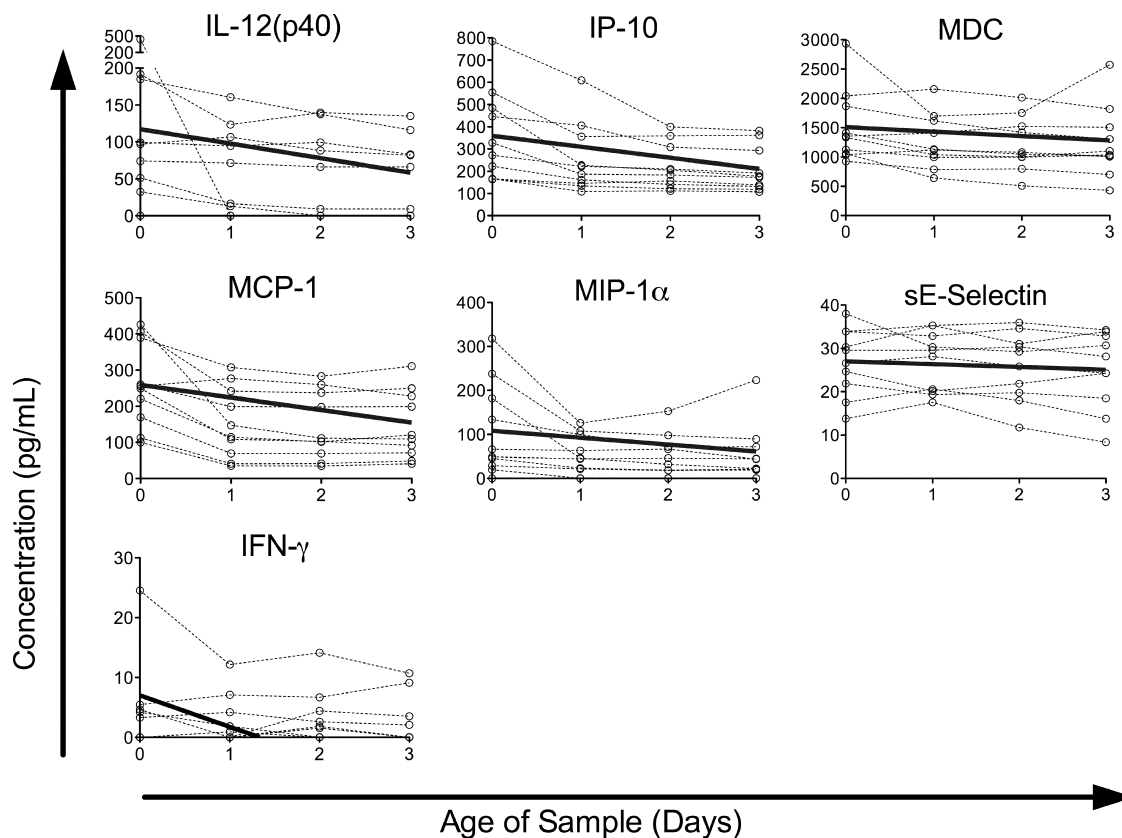 IL-12(p40)
500
200
200
150
100
50
0
0 1 2 3
IP-10
800
700
600
500
400
300
200
100
0
0 1 2 3
MDC
3000
2500
2000
1500
1000
500
0
0 1 2 3
MCP-1
500
400
300
200
100
0
0 1 2 3
MIP-1α
400
300
200
100
0
0 1 2 3
sE-Selectin
40
30
20
10
0
0 1 2 3
IFN-γ
30
20
10
0
0 1 2 3
Concentration (pg/mL)
Age of Sample (Days)